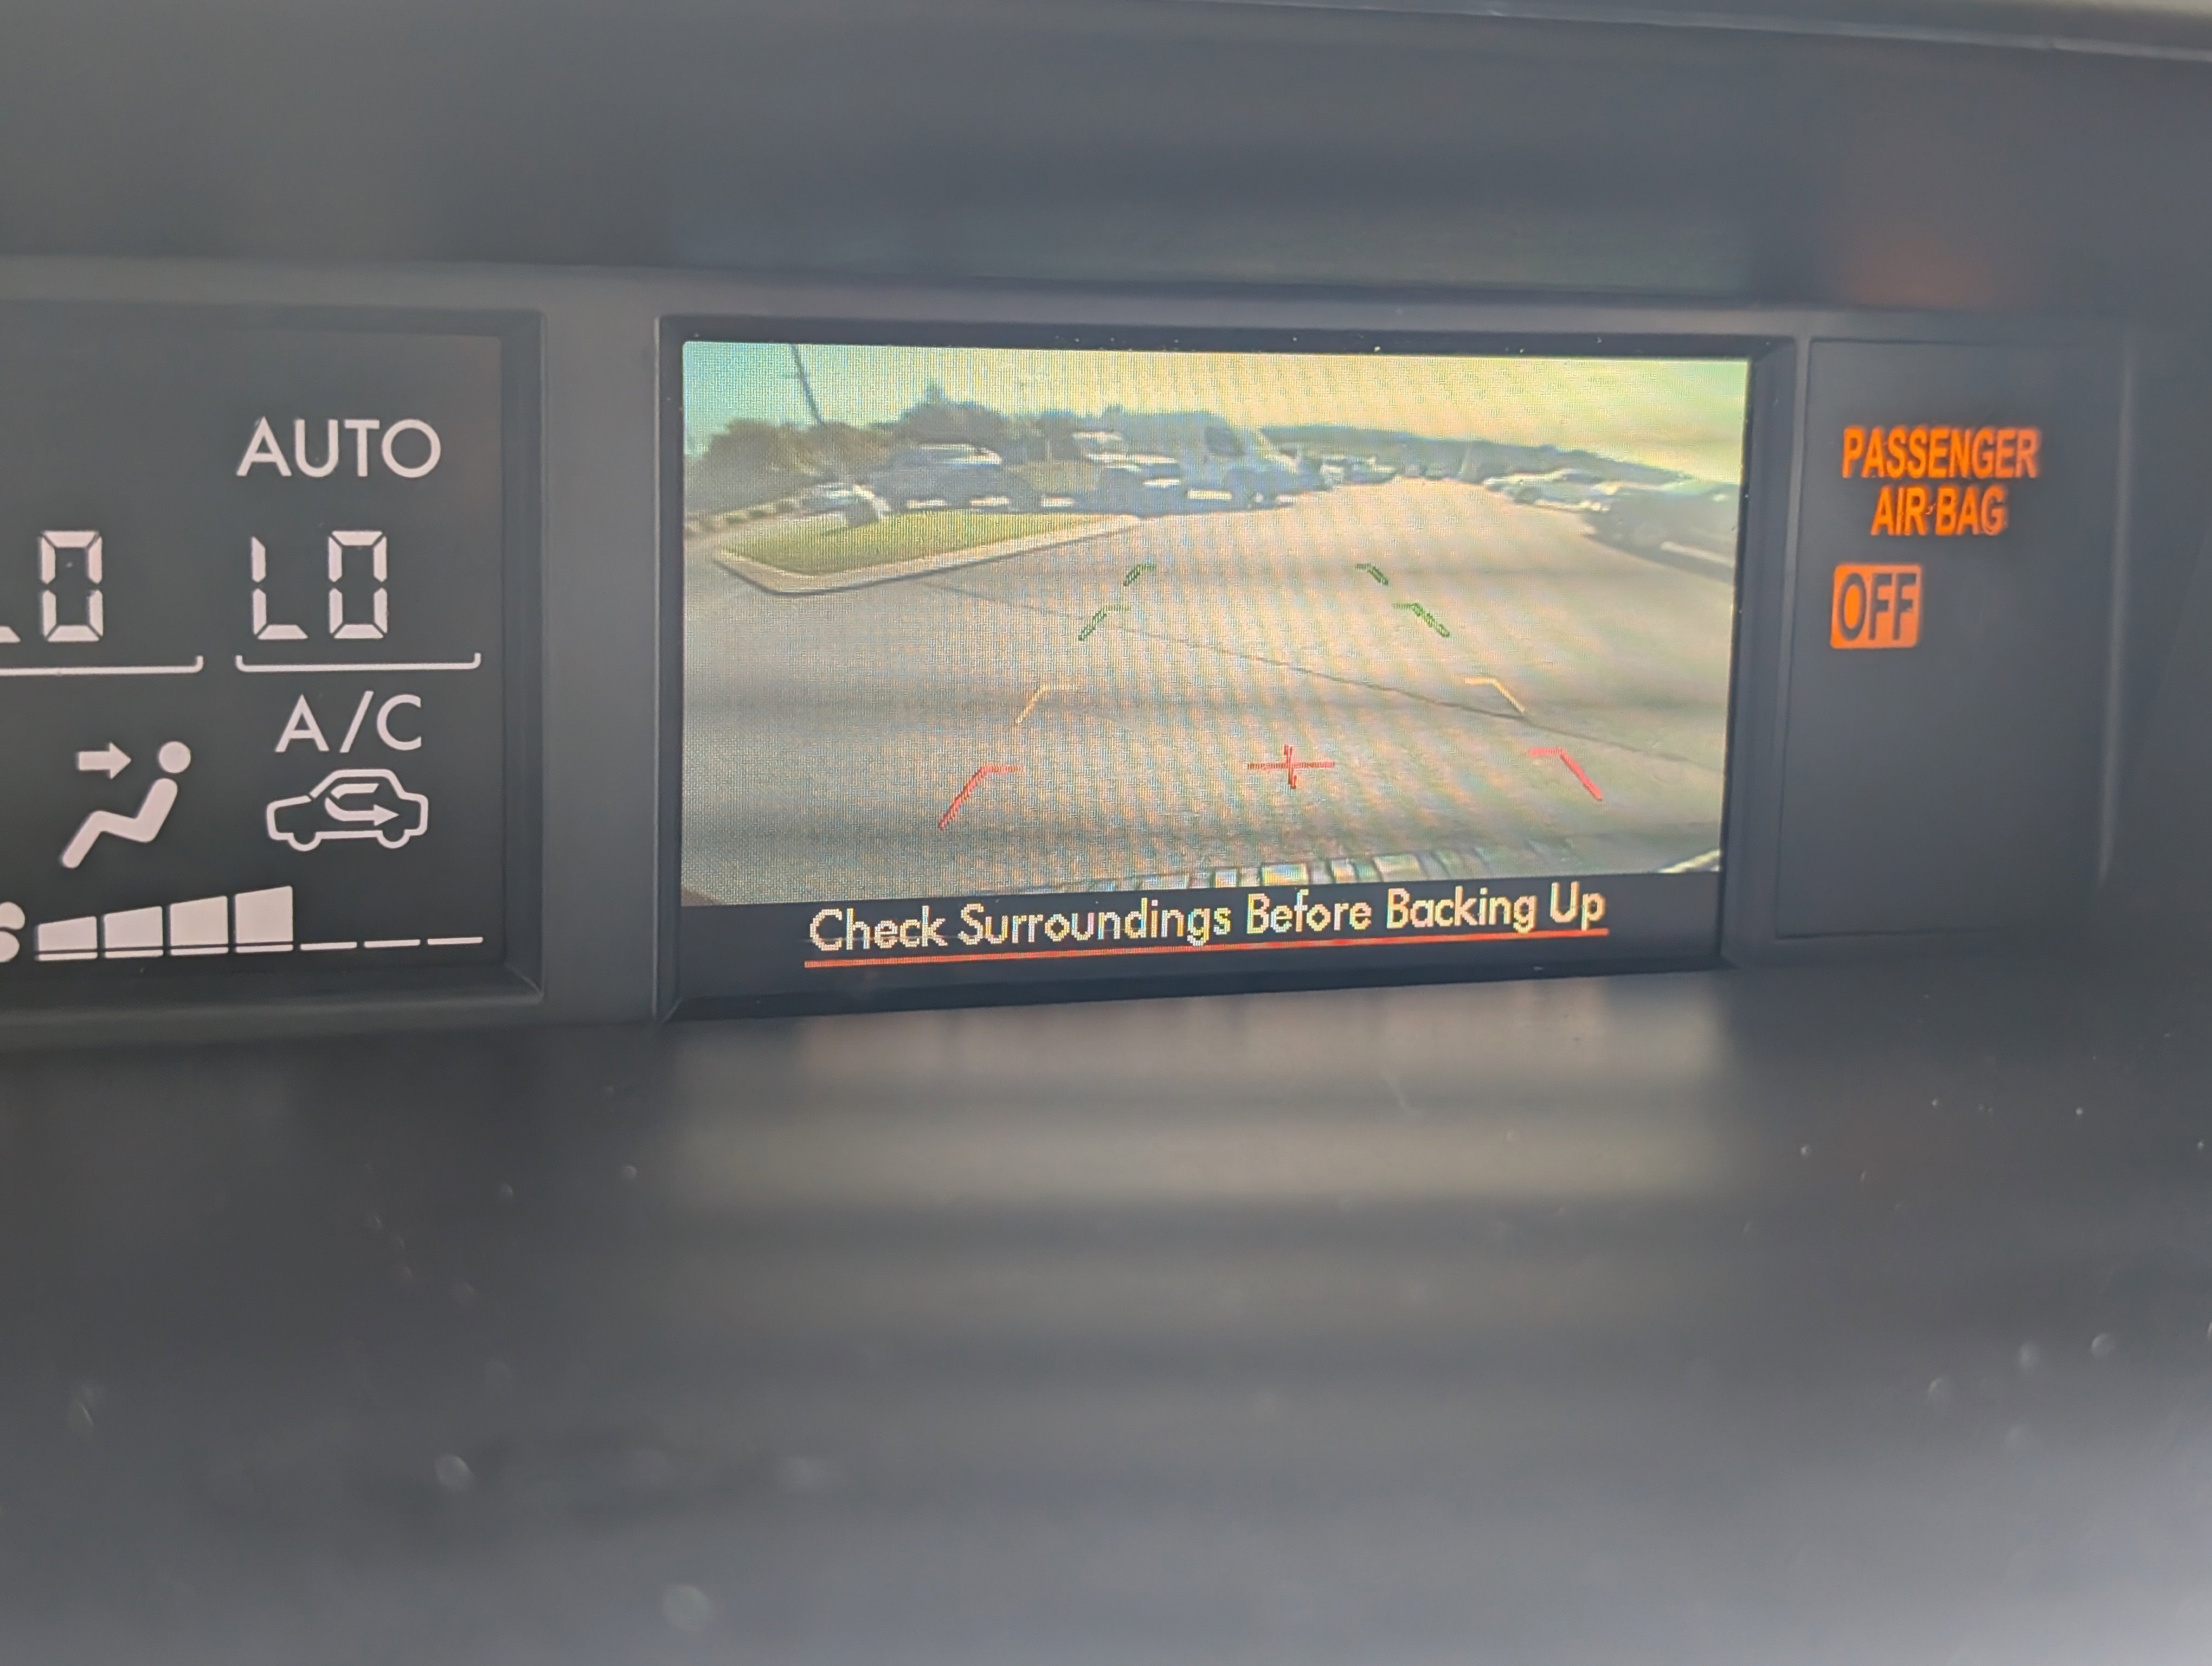 AUTO
LO LO
A/C
PASSENGER
AIR BAG
OFF
Check Surroundings Before Backing Up